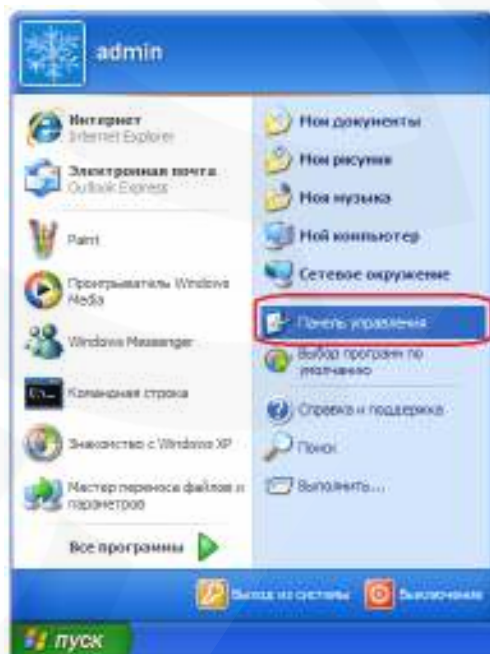 admin
Интернет
Internet Explorer
Электронная почта
Outlook Express
Paint
Проигрыватель Windows
Media
Windows Messenger
Командная строка
Знакомство с Windows XP
Мастер переноса файлов и
параметров
Все программы
Мои документы
Мои рисунки
Моя музыка
Мой компьютер
Сетевое окружение
Панель управления
Выбор программ по
умолчанию
Справка и поддержка
Поиск
Выполнить...
Выход из системы
Выключение
пуск